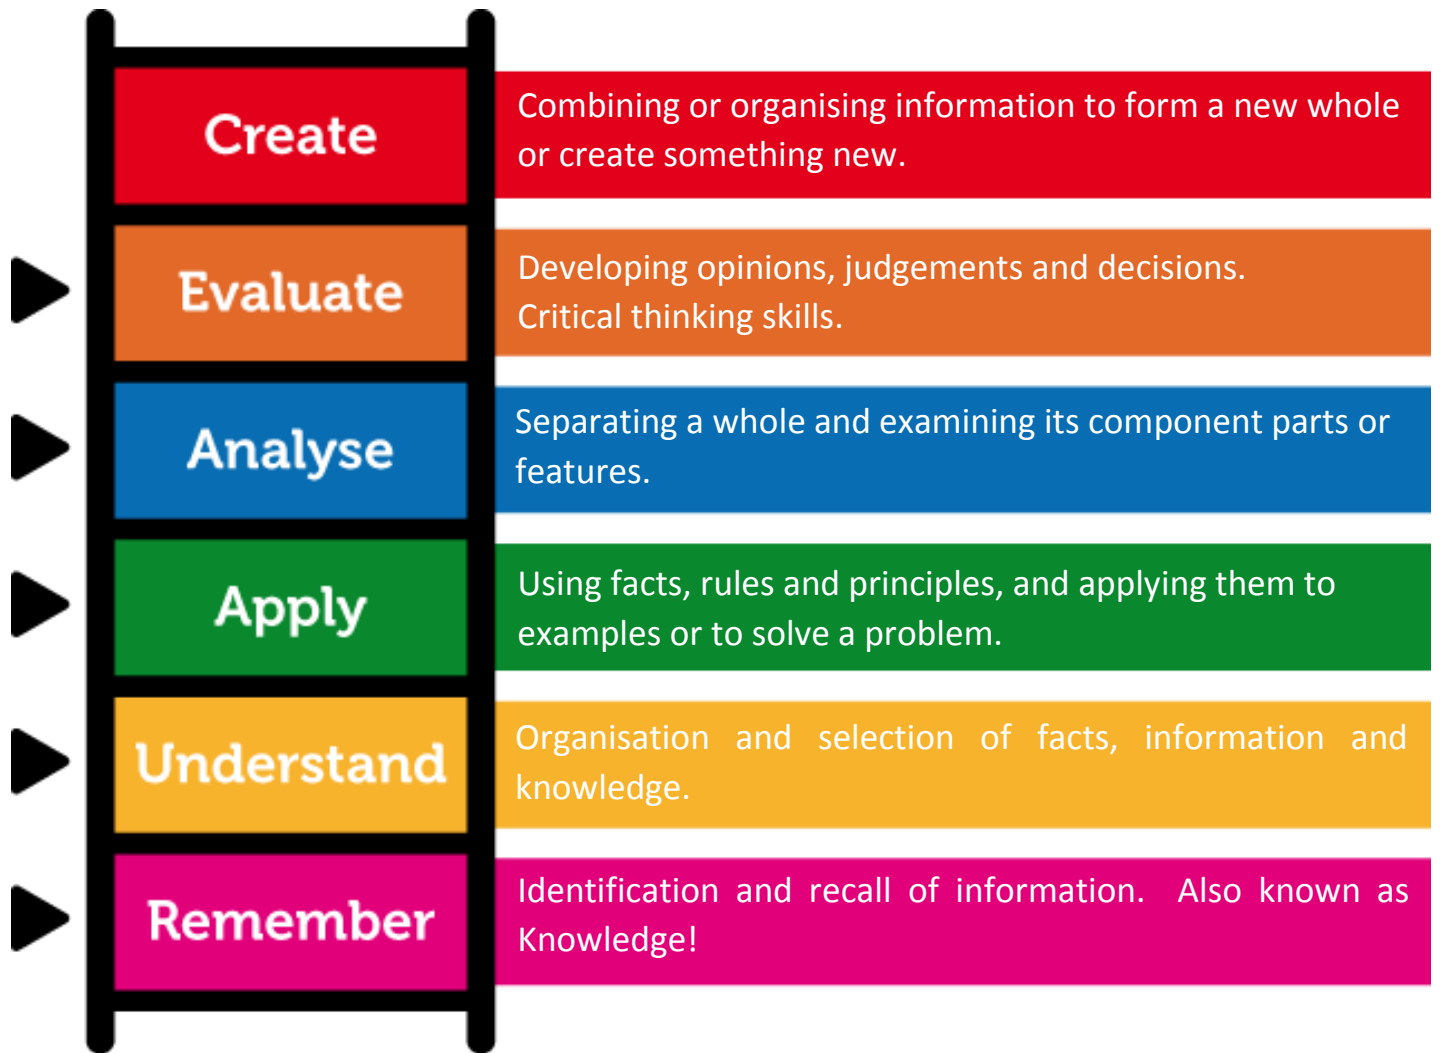 Create
Combining or organising information to form a new whole
or create something new.
Evaluate
Developing opinions, judgements and decisions.
Critical thinking skills.
Analyse
Separating a whole and examining its component parts or
features.
Apply
Using facts, rules and principles, and applying them to
examples or to solve a problem.
Understand
Organisation and selection of facts, information and
knowledge.
Remember
Identification and recall of information. Also known as
Knowledge!